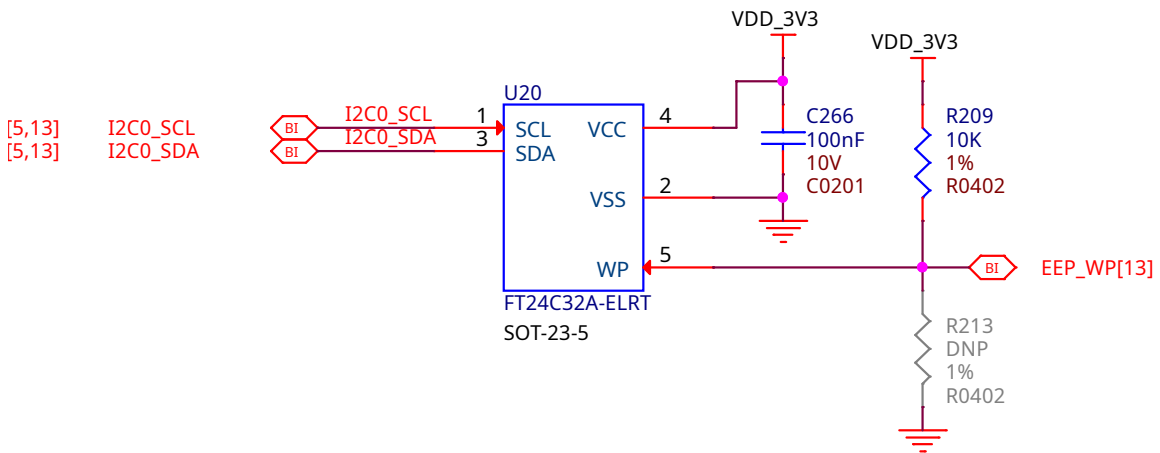 VDD_3V3
VDD_3V3
U20
[5,13] I2C0_SCL BI I2C0_SCL 1 SCL VCC 4
[5,13] I2C0_SDA BI I2C0_SDA 3 SDA
C266
100nF
10V
C0201
R209
10K
1%
R0402
VSS 2
WP 5 BI EEP_WP[13]
FT24C32A-ELRT
SOT-23-5
R213
DNP
1%
R0402